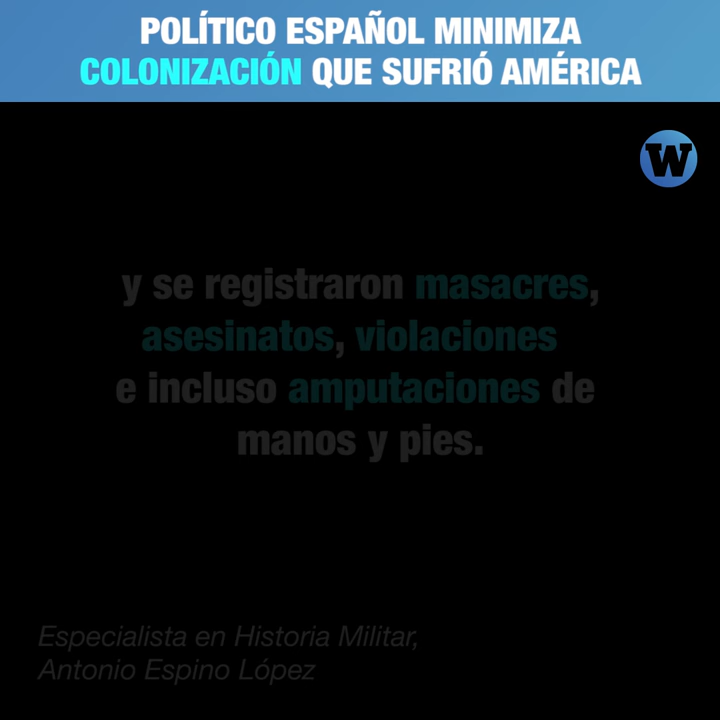 POLÍTICO ESPAÑOL MINIMIZA
COLONIZACIÓN QUE SUFRIÓ AMÉRICA
W
y se registraron masacres,
asesinatos, violaciones
e incluso amputaciones de
manos y pies.
Especialista en Historia Militar,
Antonio Espino López